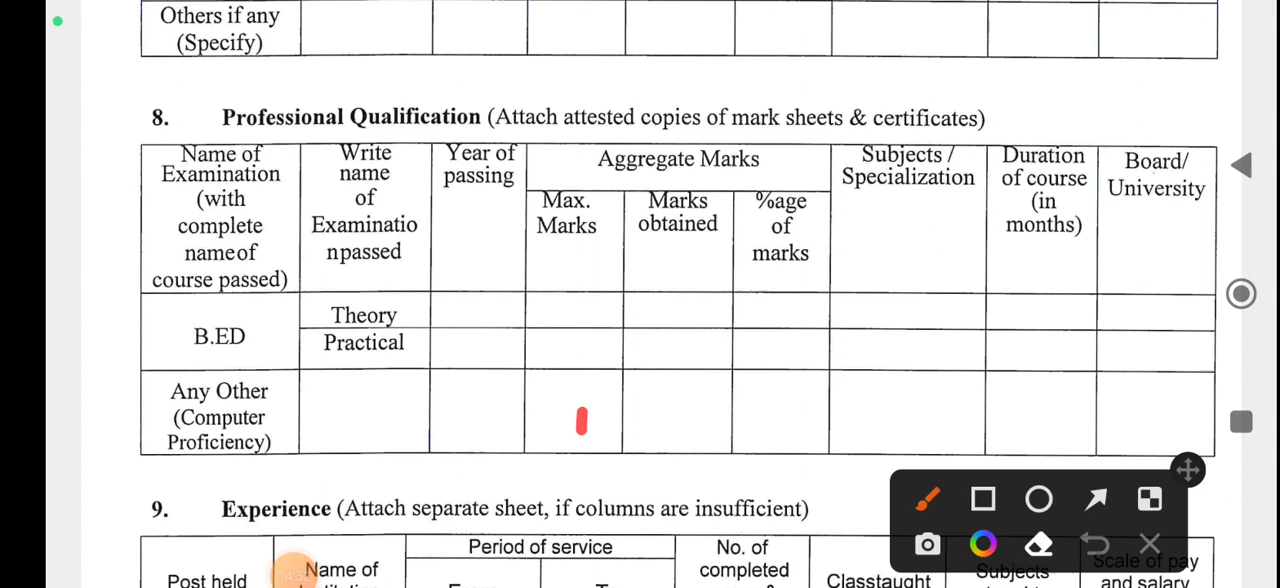 Others if any
(Specify)
8. Professional Qualification (Attach attested copies of mark sheets & certificates)
Name of
Examination
(with
complete
nameof
course passed)
Write
name
of
Examinatio
npassed
Year of
passing
Aggregate Marks
Max.
Marks
Marks
obtained
%age
of
marks
Subjects /
Specialization
Duration
of course
(in
months)
Board/
University
B.ED
Theory
Practical
Any Other
(Computer
Proficiency)
9. Experience (Attach separate sheet, if columns are insufficient)
Post held
Name of
Period of service
No. of
completed
Classtaught
Subjects
Scale of pay
and salary